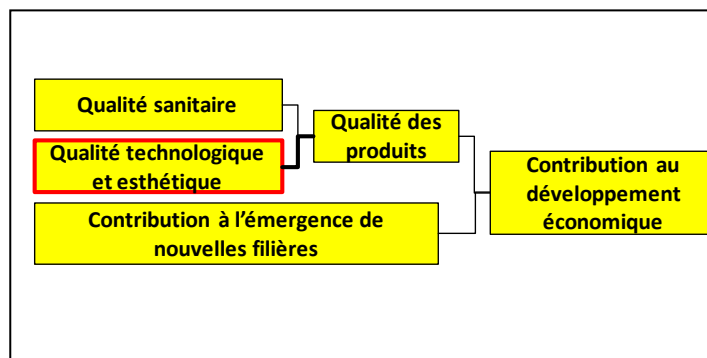 Qualité sanitaire
Qualité technologique
et esthétique
Qualité des
produits
Contribution au
développement
économique
Contribution à l’émergence de
nouvelles filières